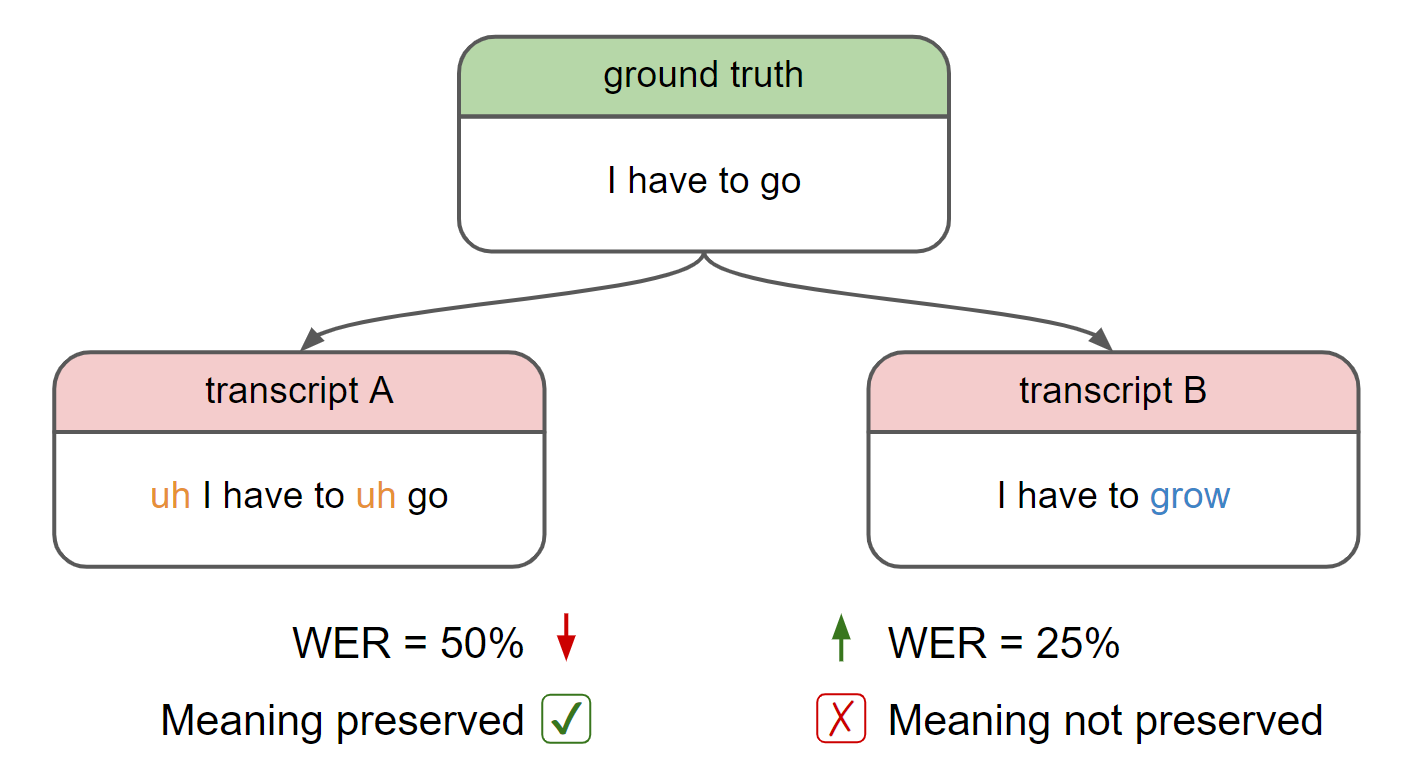 ground truth
I have to go
transcript A
uh I have to uh go
transcript B
I have to grow
WER = 50%
Meaning preserved
WER = 25%
Meaning not preserved